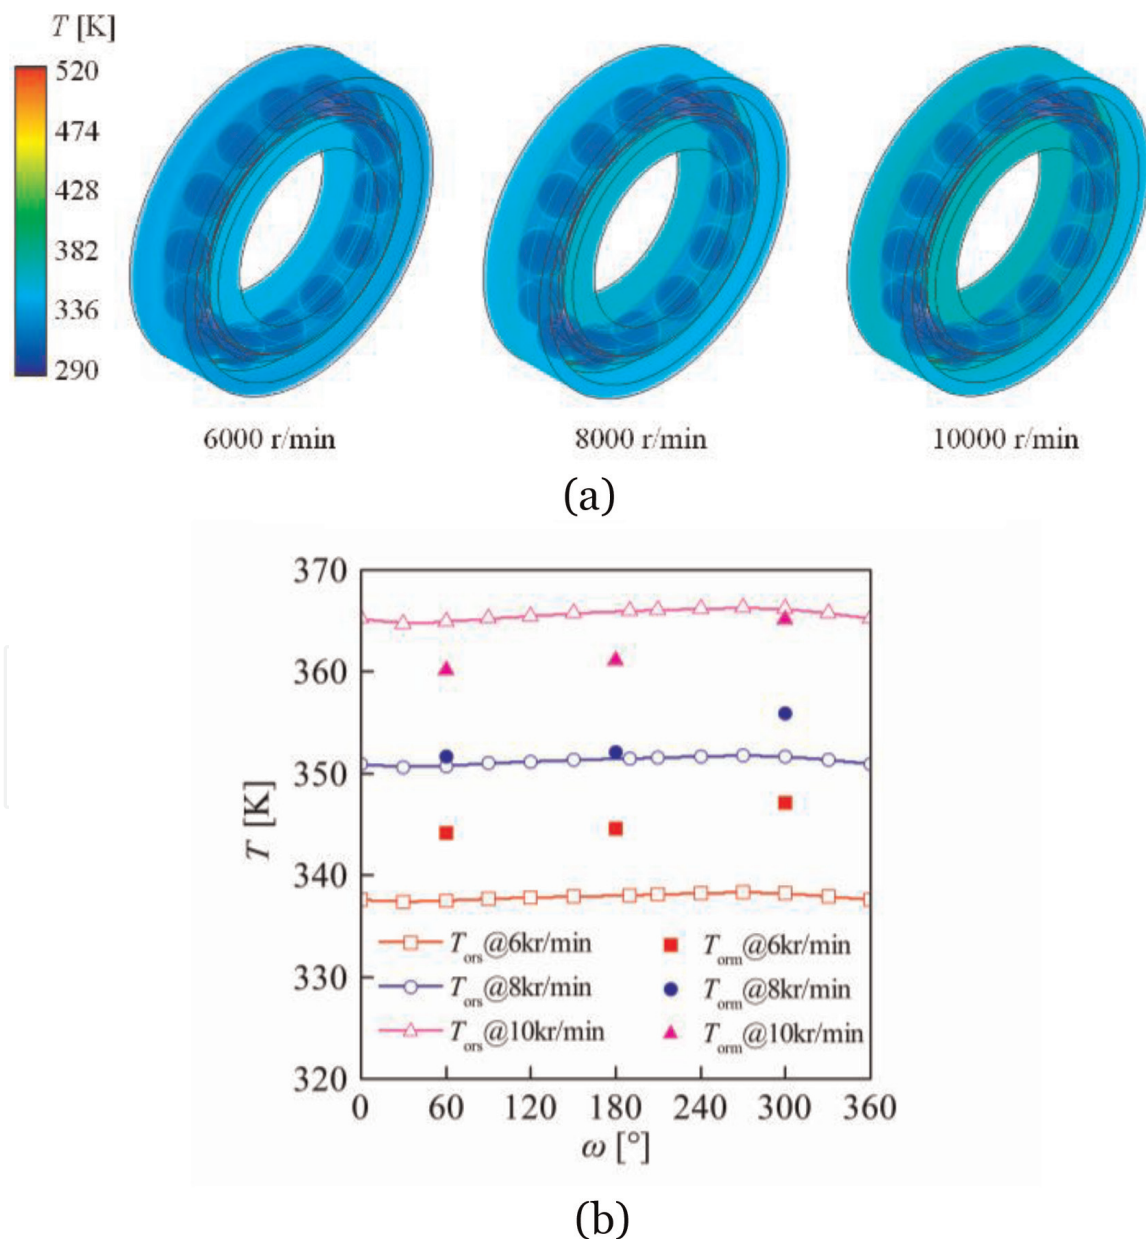 T [K]
520
474
428
382
336
290
6000 r/min
8000 r/min
10000 r/min
(a)
370
360
350
340
330
320
T [K]
T_ors@6kr/min
T_orm@6kr/min
T_ors@8kr/min
T_orm@8kr/min
T_ors@10kr/min
T_orm@10kr/min
0 60 120 180 240 300 360
ω [°]
(b)